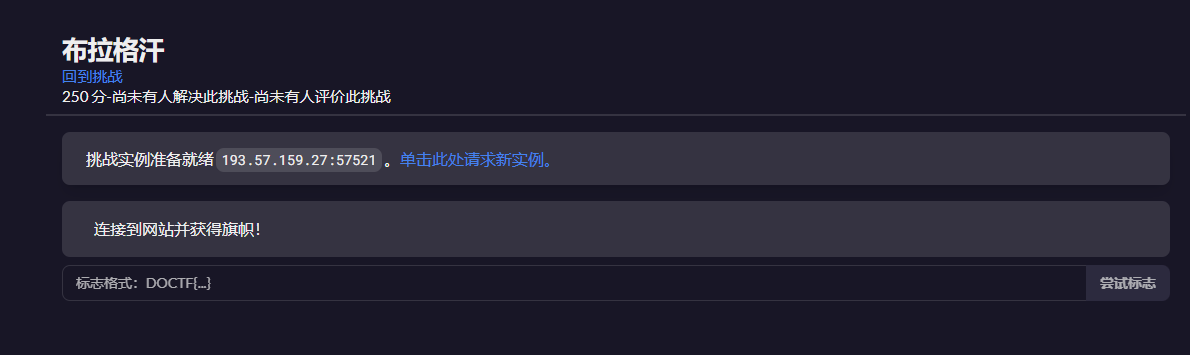 布拉格汗
回到挑战
250 分-尚未有人解决此挑战-尚未有人评价此挑战
挑战实例准备就绪 193.57.159.27:57521 。单击此处请求新实例。
连接到网站并获得旗帜！
标志格式：DOCTF{...} 尝试标志